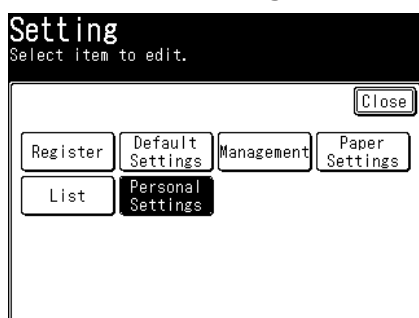 Setting
Select item to edit.
Close
Register
Default
Settings
Management
Paper
Settings
List
Personal
Settings